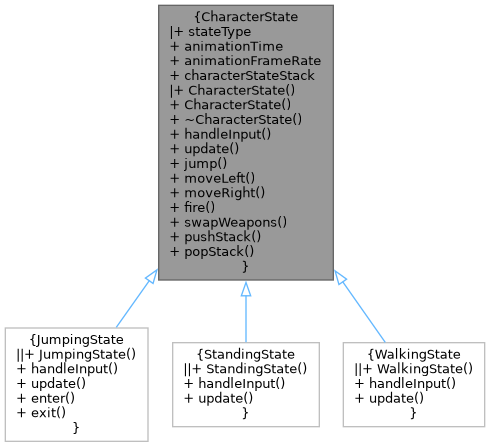 {CharacterState
|+ stateType
+ animationTime
+ animationFrameRate
+ characterStateStack
|+ CharacterState()
+ CharacterState()
+ ~CharacterState()
+ handleInput()
+ update()
+ jump()
+ moveLeft()
+ moveRight()
+ fire()
+ swapWeapons()
+ pushStack()
+ popStack()
}
{JumpingState
||+ JumpingState()
+ handleInput()
+ update()
+ enter()
+ exit()
}
{StandingState
||+ StandingState()
+ handleInput()
+ update()
}
{WalkingState
||+ WalkingState()
+ handleInput()
+ update()
}